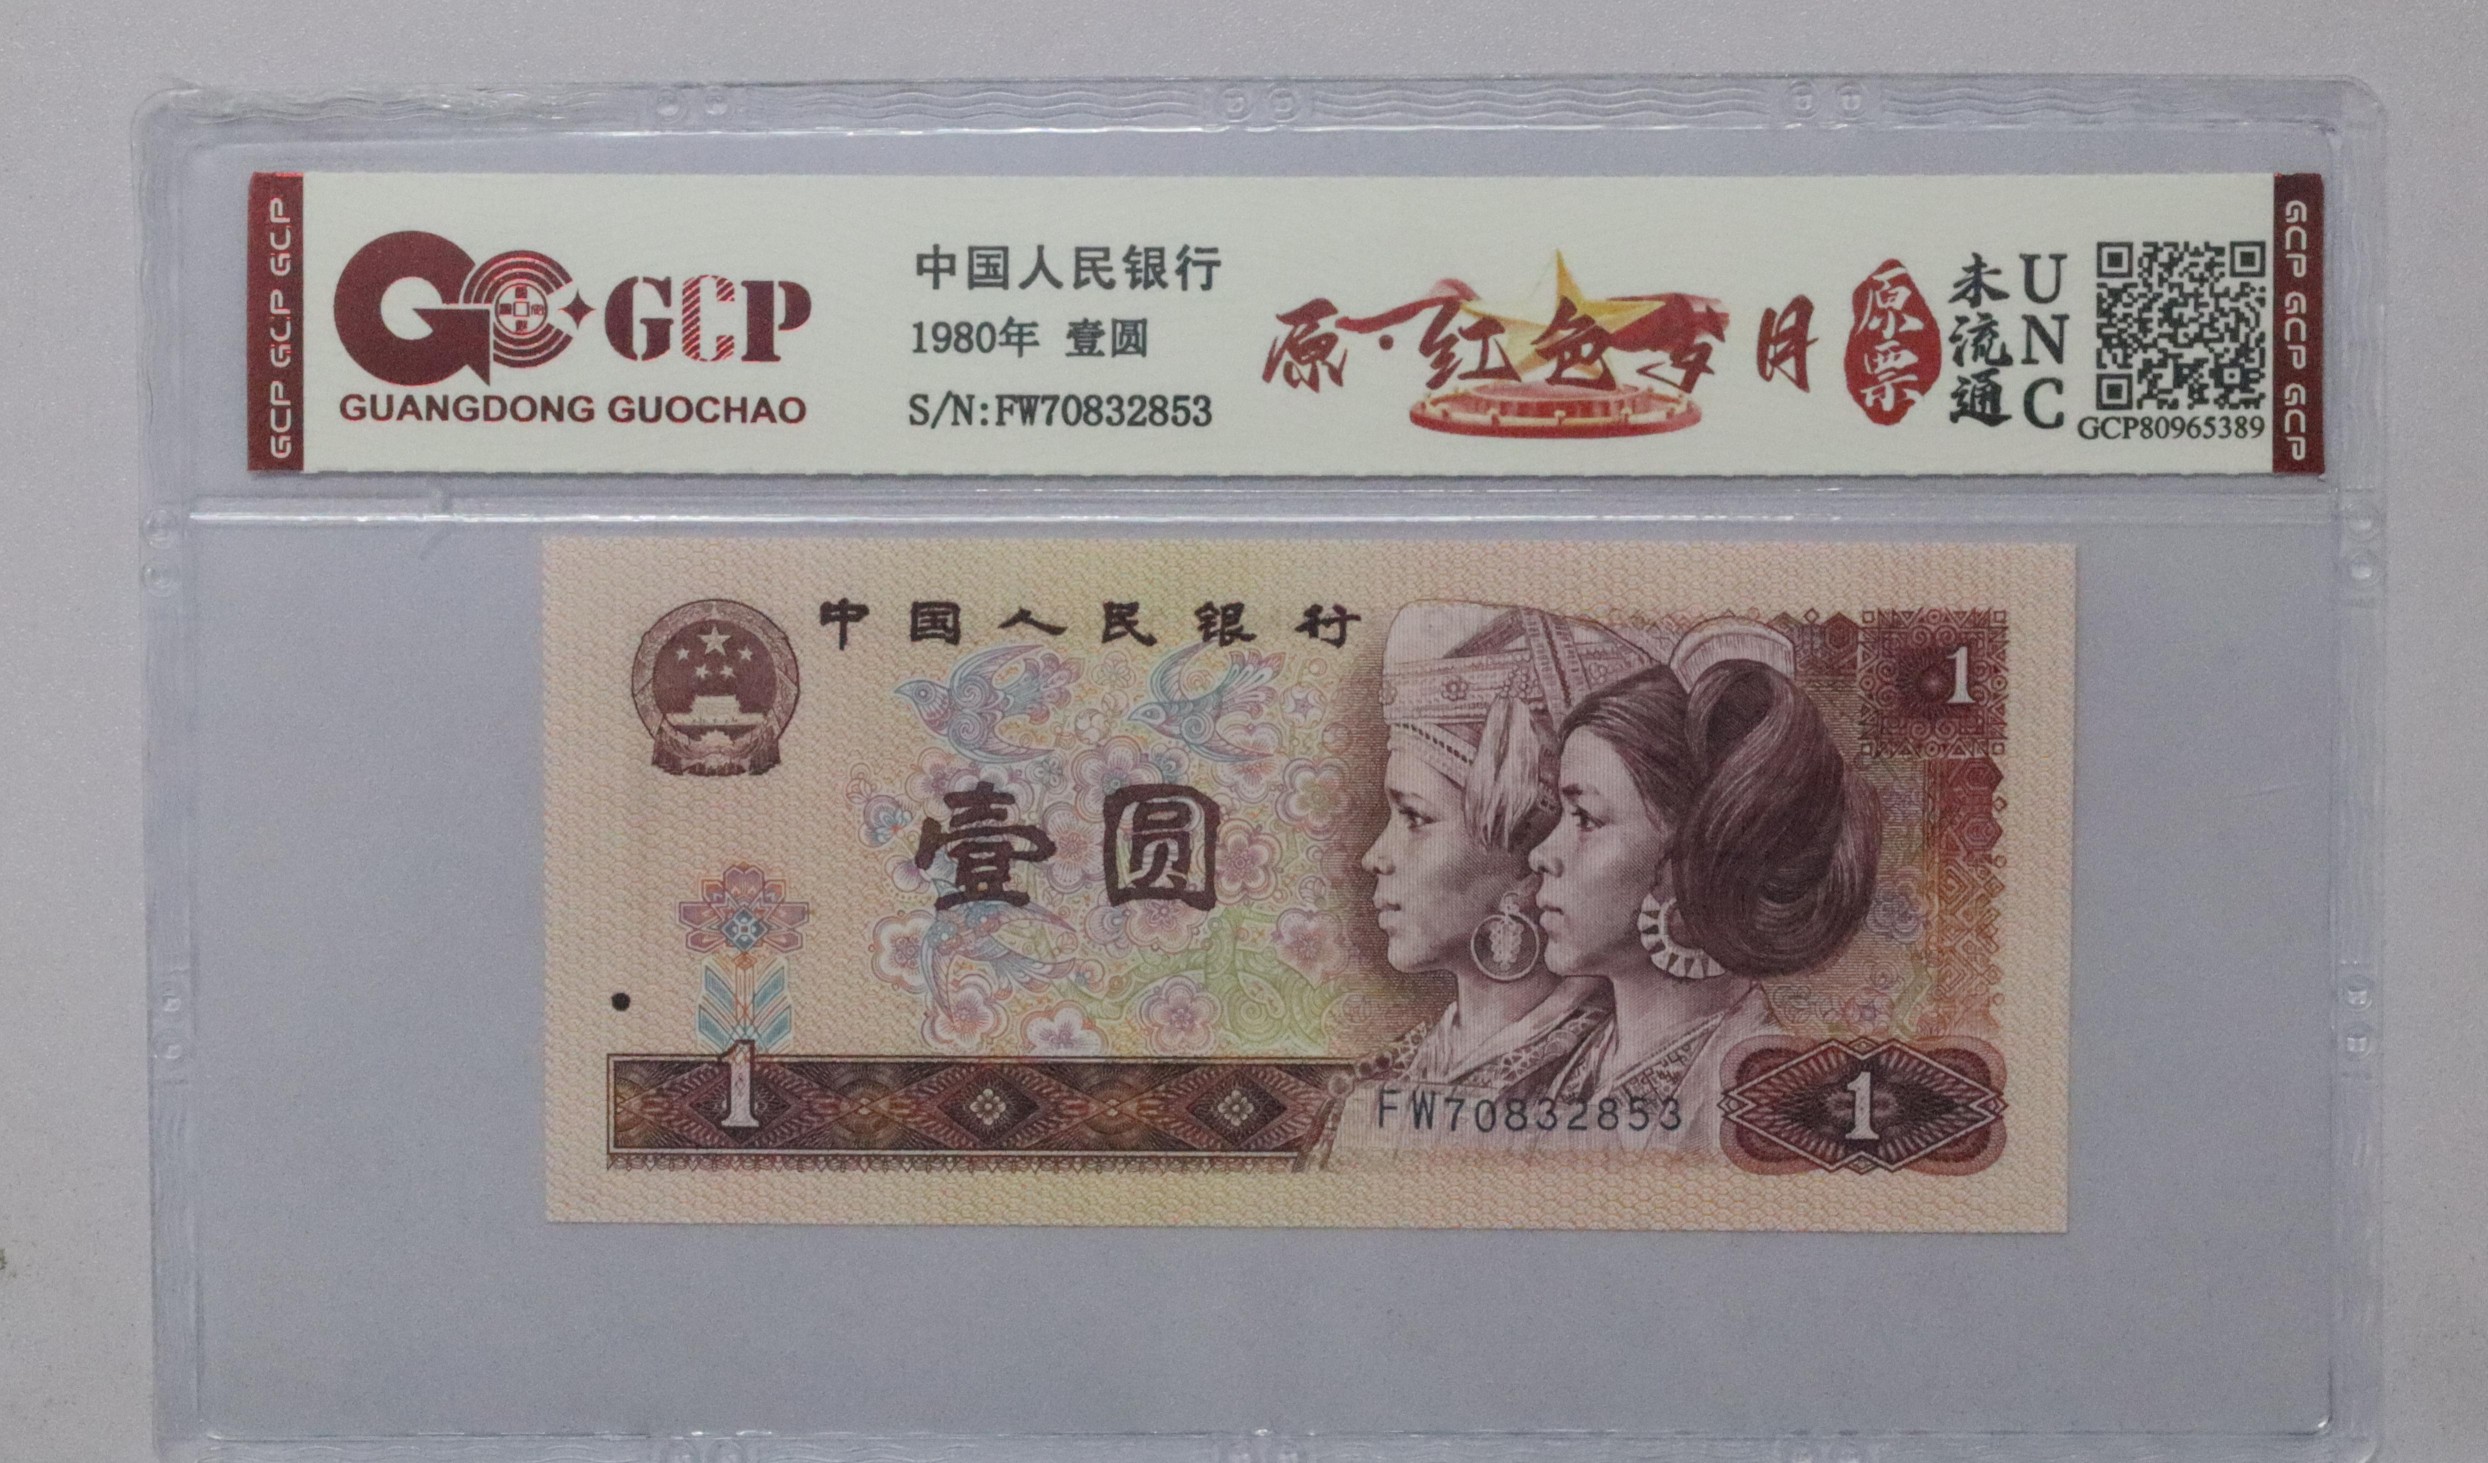 GCP GCP GCP
GCP
GUANGDONG GUOCHAO
中国人民银行
1980年 壹圆
S/N:FW70832853
原·红色岁月
原票
未流通
UNC
GCP80965389
GCP GCP GCP
中国人民银行
1
壹圆
1
FW70832853
1